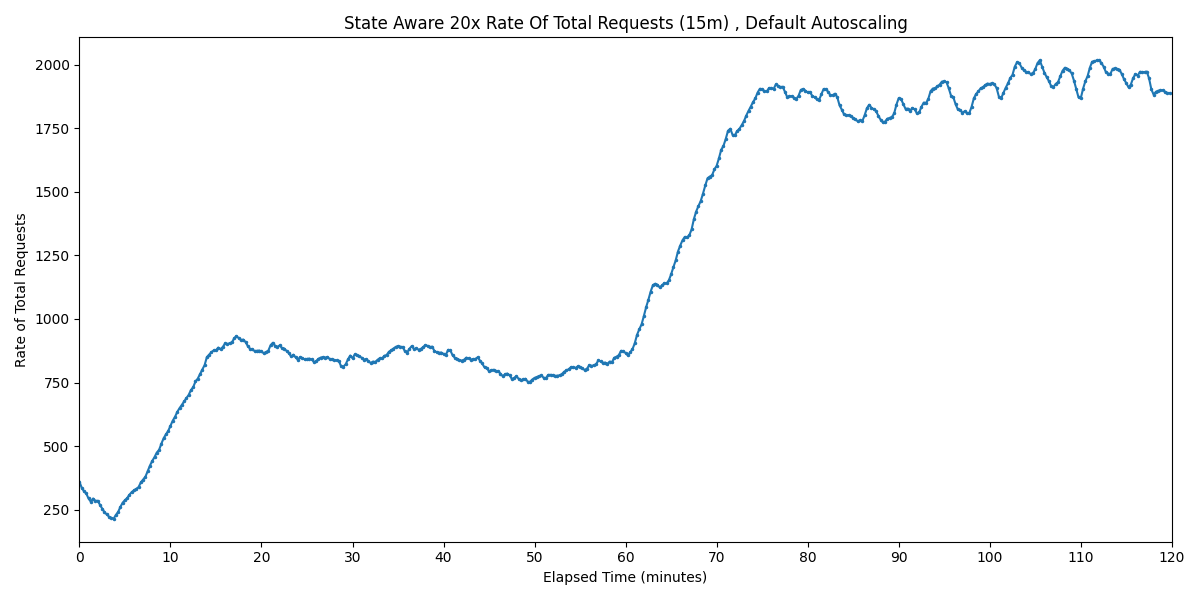 State Aware 20x Rate Of Total Requests (15m) , Default Autoscaling
2000
1750
1500
1250
1000
750
500
250
Rate of Total Requests
0 10 20 30 40 50 60 70 80 90 100 110 120
Elapsed Time (minutes)